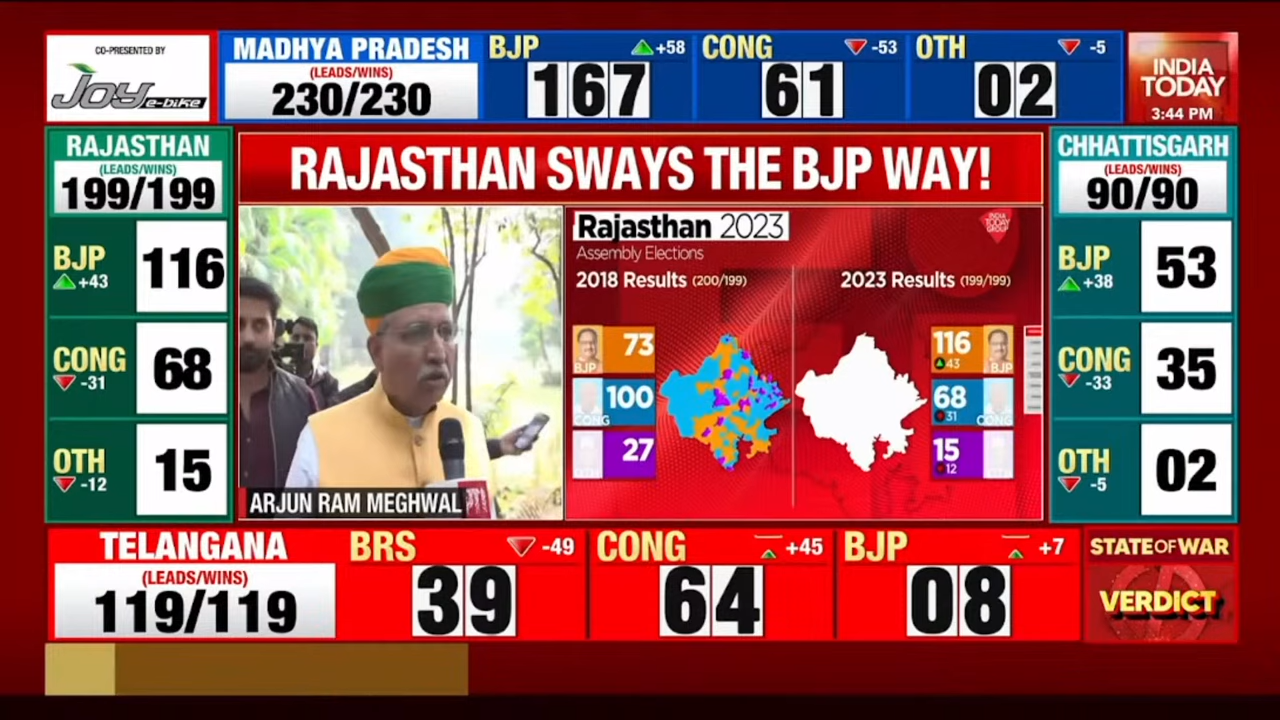 CO-PRESENTED BY
Joy e-bike
MADHYA PRADESH
(LEADS/WINS)
230/230
BJP +58
167
CONG -53
61
OTH -5
02
INDIA
TODAY
3:44 PM
RAJASTHAN
(LEADS/WINS)
199/199
BJP
+43
116
CONG
-31
68
OTH
-12
15
RAJASTHAN SWAYS THE BJP WAY!
ARJUN RAM MEGHWAL
Rajasthan 2023
Assembly Elections
INDIA
TODAY
GROUP
2018 Results (200/199)
73
BJP
100
CONG
27
OTH
2023 Results (199/199)
116
43
BJP
68
31
CONG
15
12
OTH
CHHATTISGARH
(LEADS/WINS)
90/90
BJP
+38
53
CONG
-33
35
OTH
-5
02
TELANGANA
(LEADS/WINS)
119/119
BRS -49
39
CONG +45
64
BJP +7
08
STATE OF WAR
VERDICT